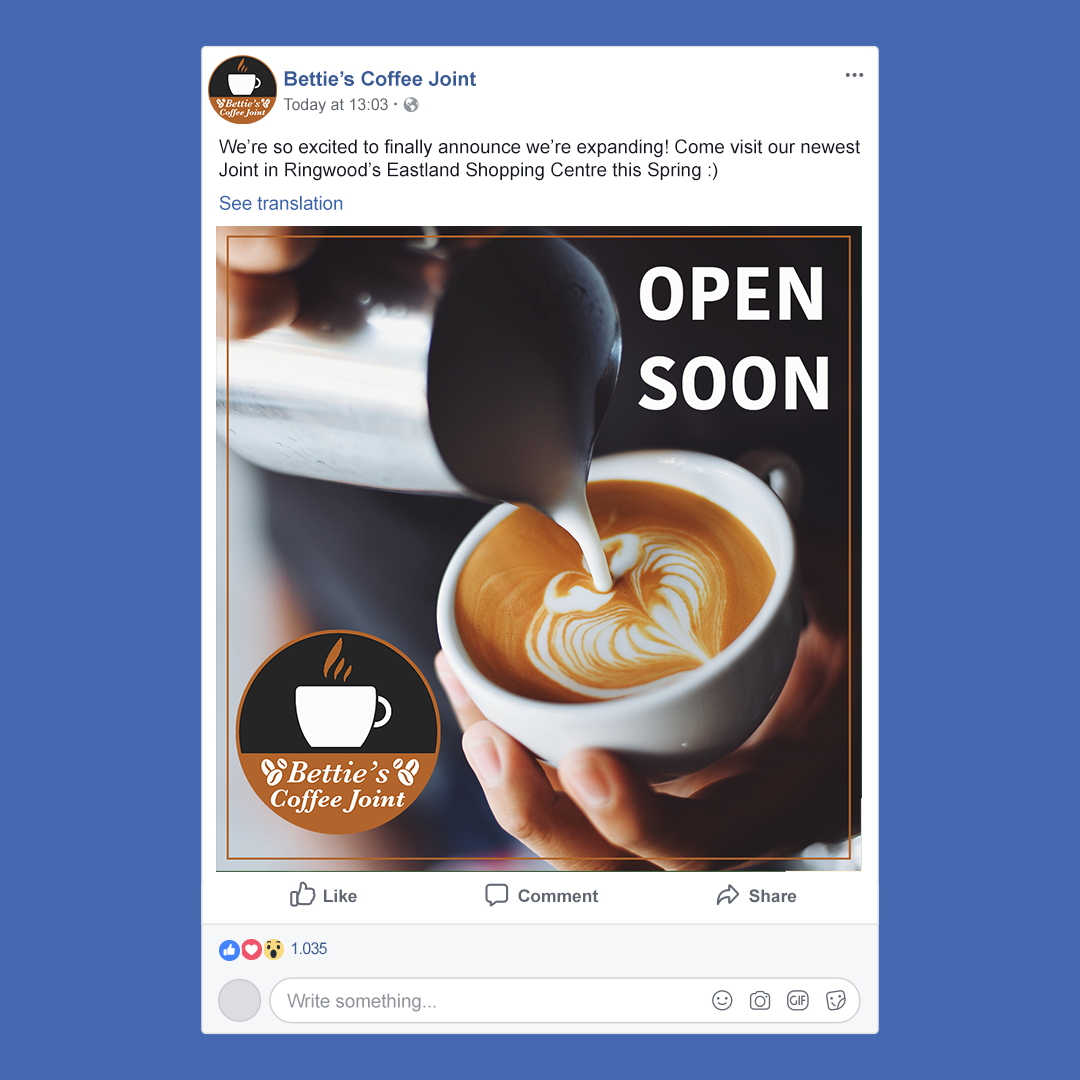 Bettie's
Coffee Joint
Bettie’s Coffee Joint
Today at 13:03 ·
We’re so excited to finally announce we’re expanding! Come visit our newest
Joint in Ringwood’s Eastland Shopping Centre this Spring :)
See translation
OPEN
SOON
Bettie’s
Coffee Joint
Like
Comment
Share
1.035
Write something...
GIF